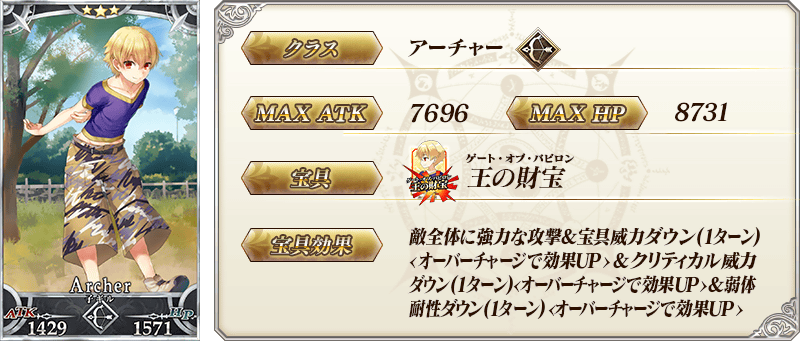 クラス
アーチャー
MAX ATK
7696
MAX HP
8731
宝具
ゲート・オブ・バビロン
王の財宝
王の財宝
宝具効果
敵全体に強力な攻撃&宝具威力ダウン(1ターン)
<オーバーチャージで効果UP>&クリティカル威力
ダウン(1ターン)<オーバーチャージで効果UP>&弱体
耐性ダウン(1ターン)<オーバーチャージで効果UP>
Archer
子ギル
ATK
1429
HP
1571